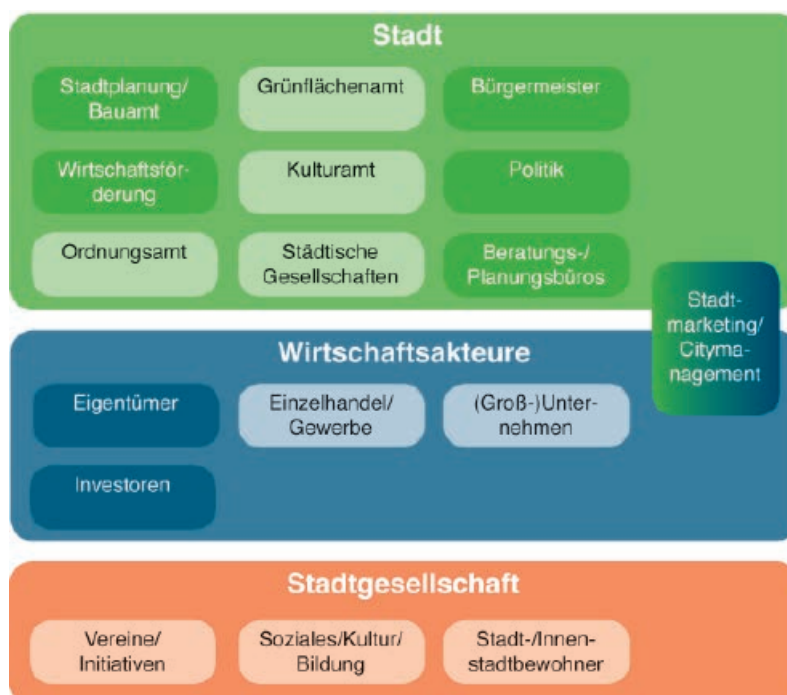 Stadt
Stadtplanung/
Bauamt
Grünflächenamt
Bürgermeister
Wirtschaftsför-
derung
Kulturamt
Politik
Ordnungsamt
Städtische
Gesellschaften
Beratungs-/
Planungsbüros
Stadt-
marketing/
Cityma-
nagement
Wirtschaftsakteure
Eigentümer
Einzelhandel/
Gewerbe
(Groß-)Unter-
nehmen
Investoren
Stadtgesellschaft
Vereine/
Initiativen
Soziales/Kultur/
Bildung
Stadt-/Innen-
stadtbewohner